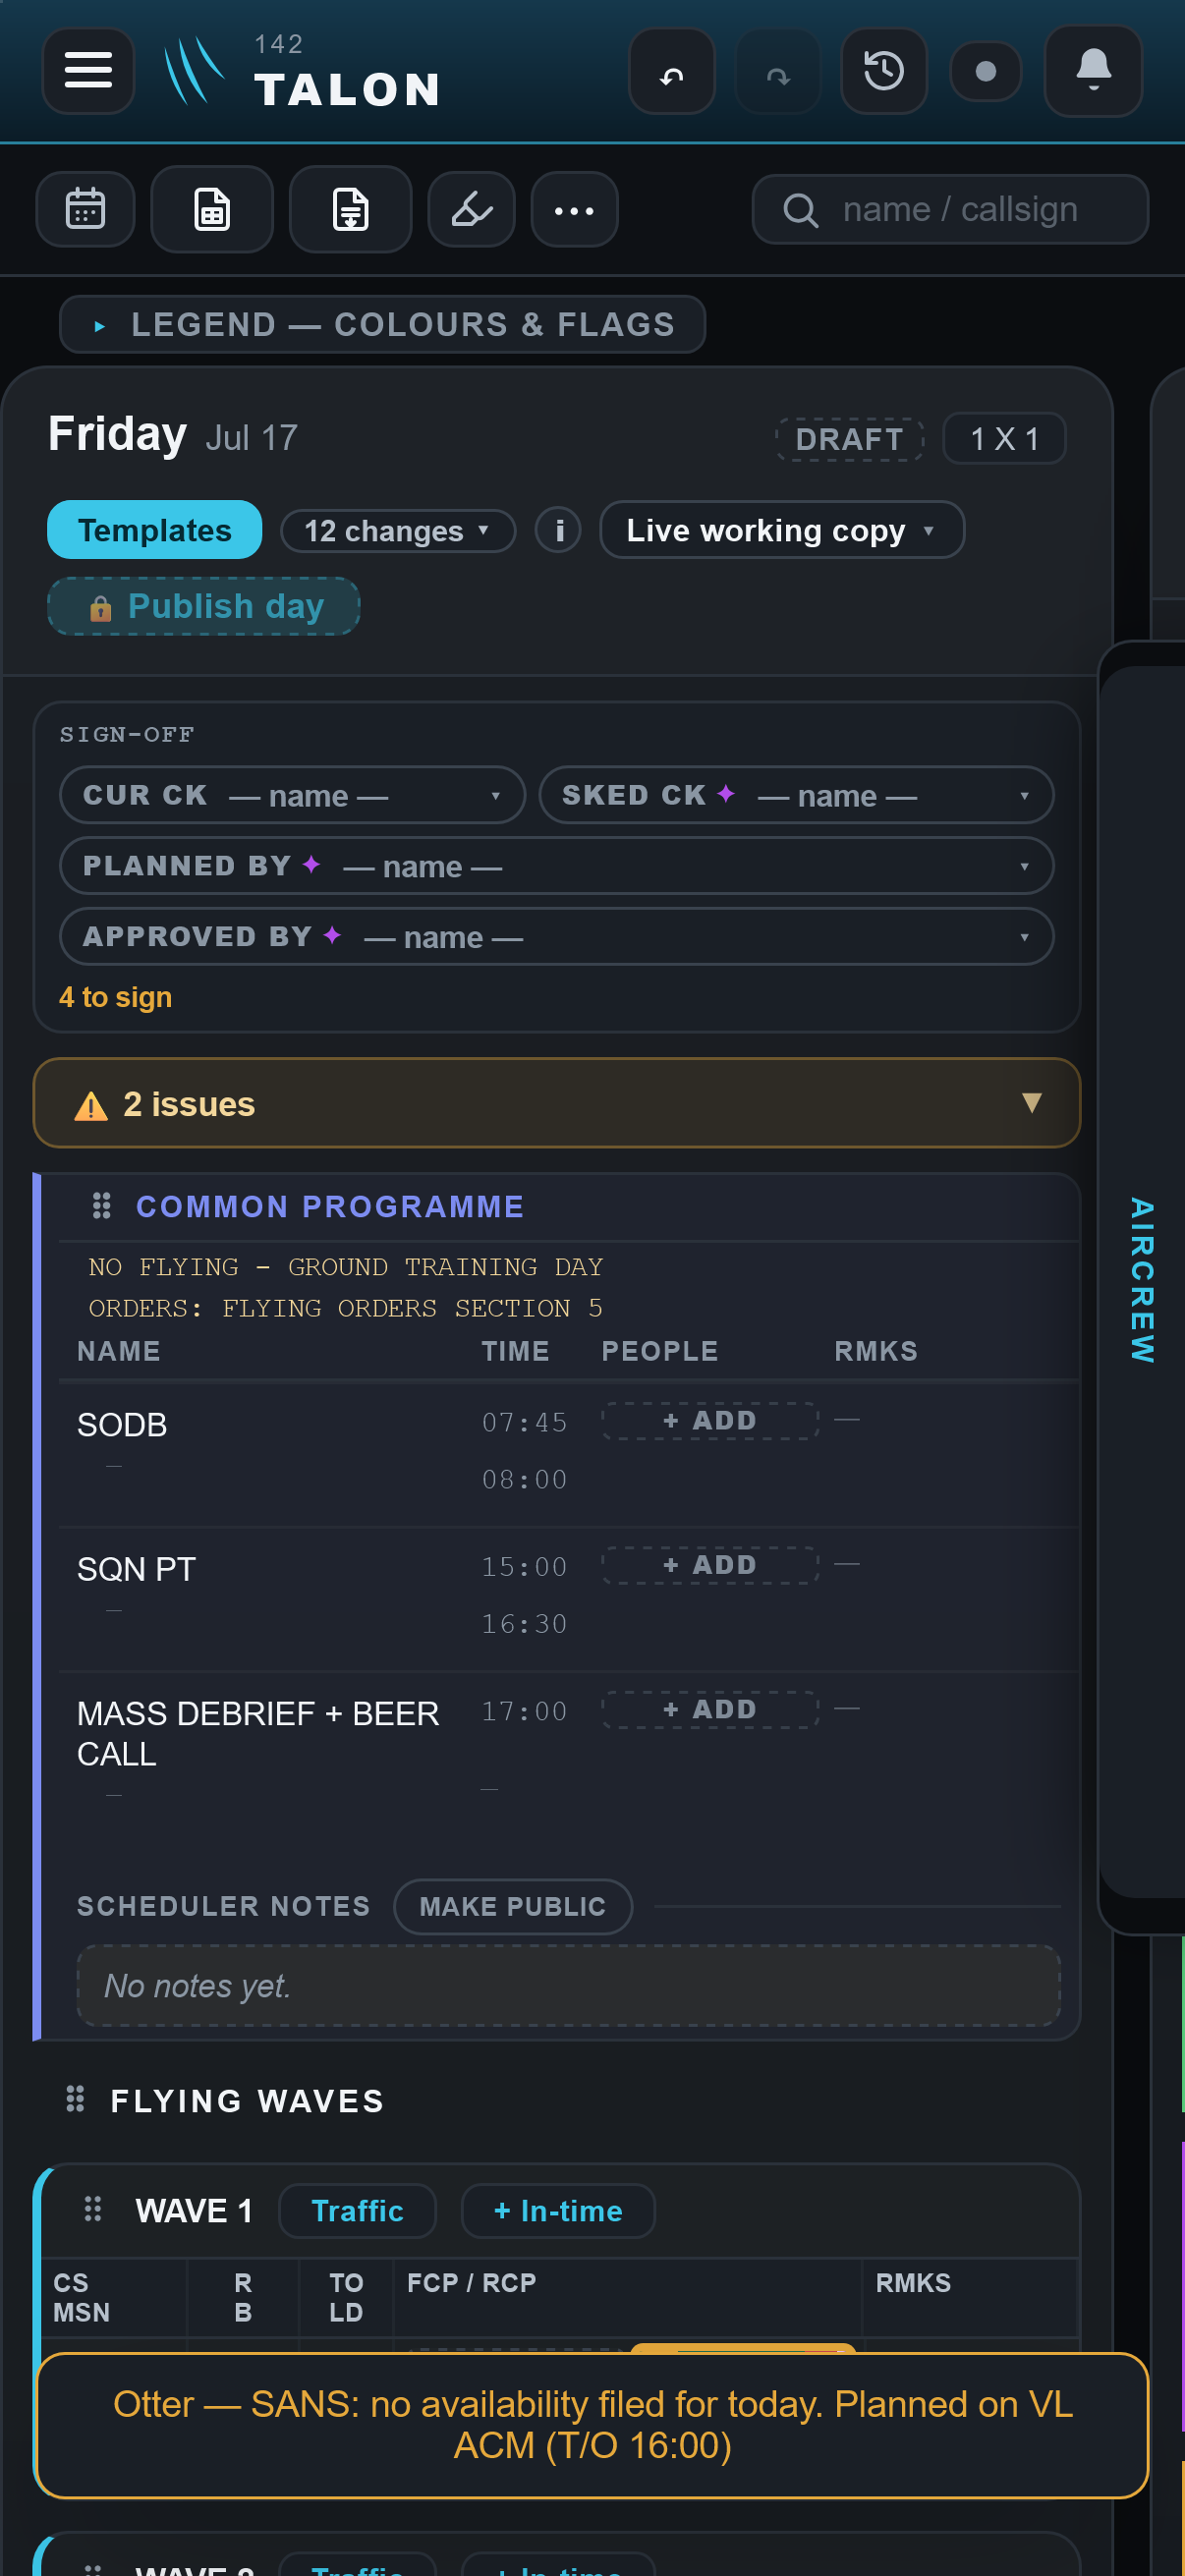 142
TALON
name / callsign
▸ LEGEND — COLOURS & FLAGS
Friday Jul 17 DRAFT 1 X 1
Templates 12 changes ▾ i Live working copy ▾
Publish day
SIGN-OFF
CUR CK — name — ▾ SKED CK ✦ — name — ▾
PLANNED BY ✦ — name — ▾
APPROVED BY ✦ — name — ▾
4 to sign
⚠ 2 issues ▼
COMMON PROGRAMME
NO FLYING - GROUND TRAINING DAY
ORDERS: FLYING ORDERS SECTION 5
NAME TIME PEOPLE RMKS
SODB 07:45 + ADD —
— 08:00
SQN PT 15:00 + ADD —
— 16:30
MASS DEBRIEF + BEER 17:00 + ADD —
CALL
— —
SCHEDULER NOTES MAKE PUBLIC
No notes yet.
AIRCREW
FLYING WAVES
WAVE 1 Traffic + In-time
CS R TO FCP / RCP RMKS
MSN B LD
Otter — SANS: no availability filed for today. Planned on VL
ACM (T/O 16:00)
WAVE 2 Traffic + In-time